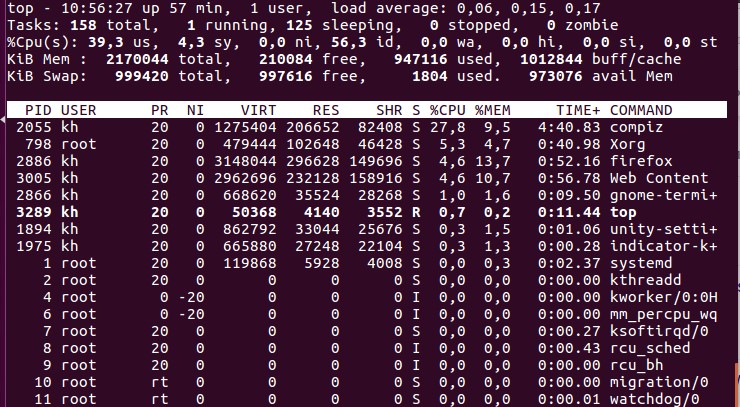 top - 10:56:27 up 57 min,  1 user,  load average: 0,06, 0,15, 0,17
Tasks: 158 total,   1 running, 125 sleeping,   0 stopped,   0 zombie
%Cpu(s): 39,3 us,  4,3 sy,  0,0 ni, 56,3 id,  0,0 wa,  0,0 hi,  0,0 si,  0,0 st
KiB Mem :  2170044 total,   210084 free,   947116 used,  1012844 buff/cache
KiB Swap:   999420 total,   997616 free,     1804 used.   973076 avail Mem
PID USER      PR  NI    VIRT    RES    SHR S %CPU %MEM     TIME+ COMMAND
2055 kh        20   0 1275404 206652  82408 S 27,8  9,5   4:40.83 compiz
798 root      20   0  479444 102648  46428 S  5,3  4,7   0:40.98 Xorg
2886 kh        20   0 3148044 296628 149696 S  4,6 13,7   0:52.16 firefox
3005 kh        20   0 2962696 232128 158916 S  4,6 10,7   0:56.78 Web Content
2866 kh        20   0  668620  35524  28268 S  1,0  1,6   0:09.50 gnome-termi+
3289 kh        20   0   50368   4140   3552 R  0,7  0,2   0:11.44 top
1894 kh        20   0  862792  33044  25676 S  0,3  1,5   0:01.06 unity-setti+
1975 kh        20   0  665880  27248  22104 S  0,3  1,3   0:00.28 indicator-k+
1 root      20   0  119868   5928   4008 S  0,0  0,3   0:02.37 systemd
2 root      20   0       0      0      0 S  0,0  0,0   0:00.00 kthreadd
4 root       0 -20       0      0      0 I  0,0  0,0   0:00.00 kworker/0:0H
6 root       0 -20       0      0      0 I  0,0  0,0   0:00.00 mm_percpu_wq
7 root      20   0       0      0      0 S  0,0  0,0   0:00.27 ksoftirqd/0
8 root      20   0       0      0      0 I  0,0  0,0   0:00.43 rcu_sched
9 root      20   0       0      0      0 I  0,0  0,0   0:00.00 rcu_bh
10 root      rt   0       0      0      0 S  0,0  0,0   0:00.00 migration/0
11 root      rt   0       0      0      0 S  0,0  0,0   0:00.01 watchdog/0